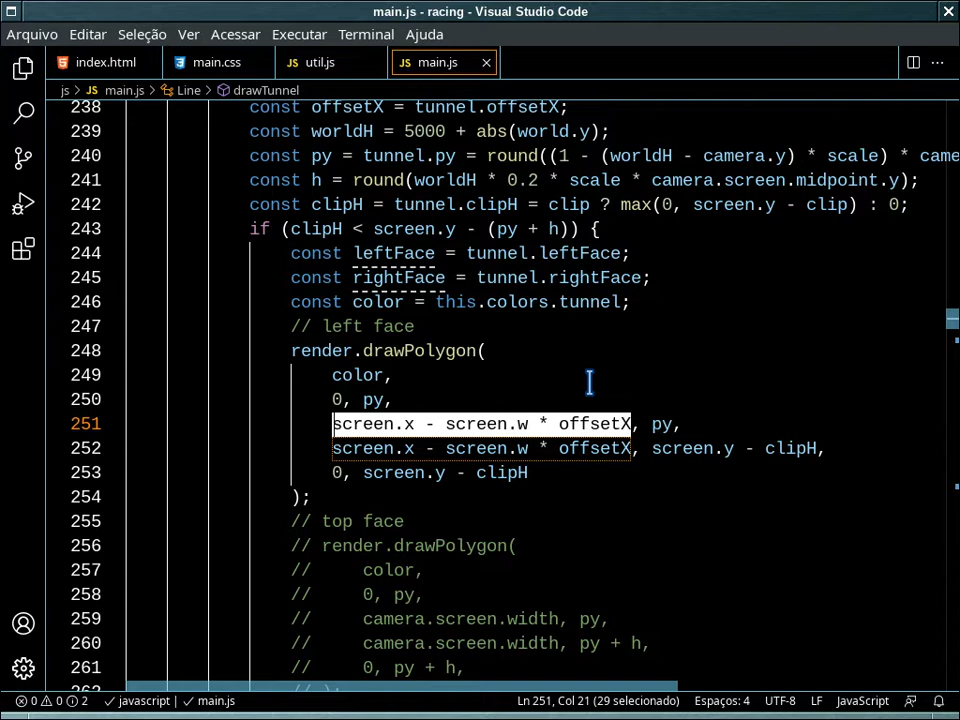 main.js - racing - Visual Studio Code
Arquivo Editar Seleção Ver Acessar Executar Terminal Ajuda
index.html main.css JS util.js JS main.js
js > JS main.js > Line > drawTunnel
238 const offsetX = tunnel.offsetX;
239 const worldH = 5000 + abs(world.y);
240 const py = tunnel.py = round((1 - (worldH - camera.y) * scale) * came
241 const h = round(worldH * 0.2 * scale * camera.screen.midpoint.y);
242 const clipH = tunnel.clipH = clip ? max(0, screen.y - clip) : 0;
243 if (clipH < screen.y - (py + h)) {
244 const leftFace = tunnel.leftFace;
245 const rightFace = tunnel.rightFace;
246 const color = this.colors.tunnel;
247 // left face
248 render.drawPolygon(
249 color,
250 0, py,
251 screen.x - screen.w * offsetX, py,
252 screen.x - screen.w * offsetX, screen.y - clipH,
253 0, screen.y - clipH
254 );
255 // top face
256 // render.drawPolygon(
257 //     color,
258 //     0, py,
259 //     camera.screen.width, py,
260 //     camera.screen.width, py + h,
261 //     0, py + h,
262 // );
0 0 2 javascript main.js Ln 251, Col 21 (29 selecionado) Espaços: 4 UTF-8 LF JavaScript